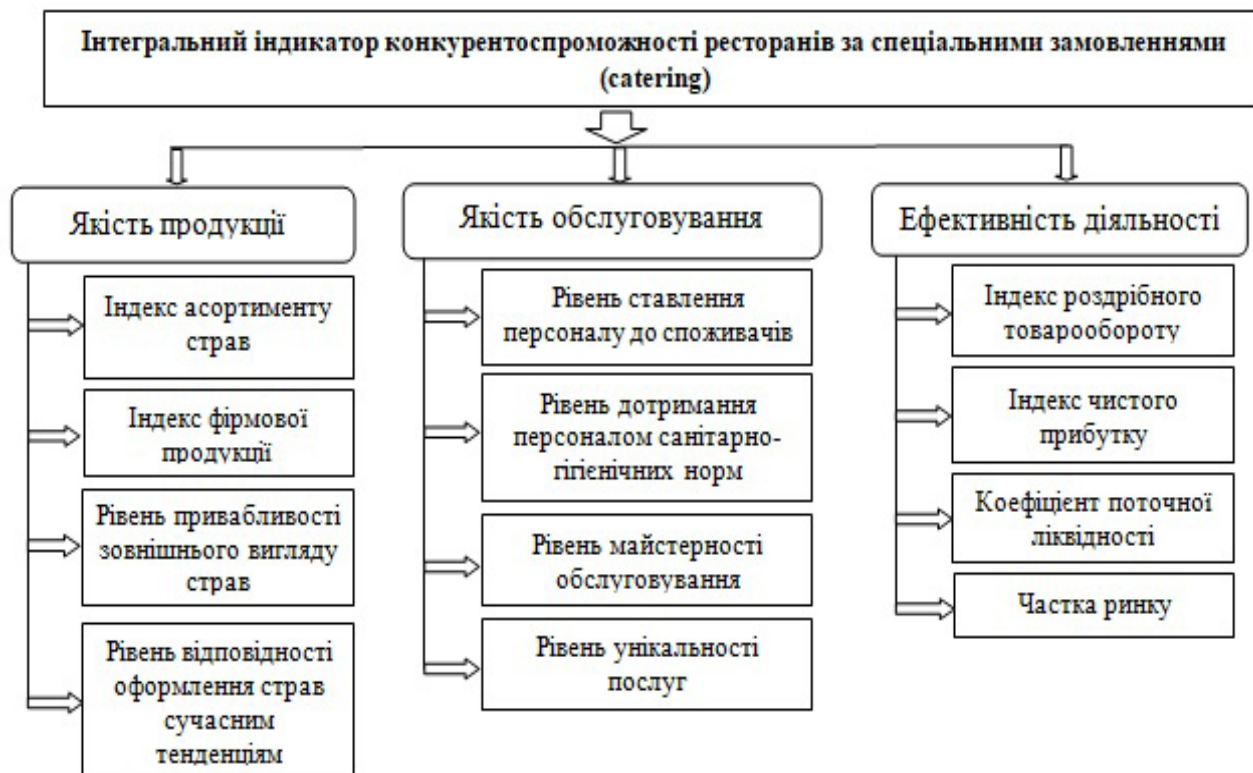 Інтегральний індикатор конкурентоспроможності ресторанів за спеціальними замовленнями
(catering)
Якість продукції
Індекс асортименту
страв
Індекс фірмової
продукції
Рівень привабливості
зовнішнього вигляду
страв
Рівень відповідності
оформлення страв
сучасним
тенденціям
Якість обслуговування
Рівень ставлення
персоналу до споживачів
Рівень дотримання
персоналом санітарно-
гігієнічних норм
Рівень майстерності
обслуговування
Рівень унікальності
послуг
Ефективність діяльності
Індекс роздрібного
товарообороту
Індекс чистого
прибутку
Коефіцієнт поточної
ліквідності
Частка ринку